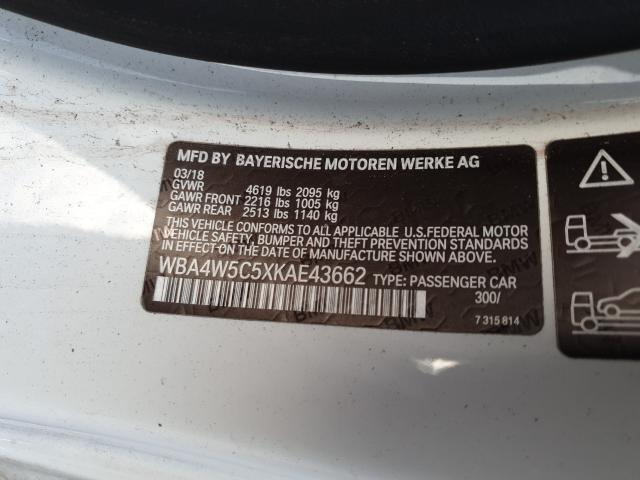 MFD BY BAYERISCHE MOTOREN WERKE AG
03/18
GVWR 4619 lbs 2095 kg
GAWR FRONT 2216 lbs 1005 kg
GAWR REAR 2513 lbs 1140 kg
THIS VEHICLE CONFORMS TO ALL APPLICABLE U.S.FEDERAL MOTOR
VEHICLE SAFETY, BUMPER, AND THEFT PREVENTION STANDARDS
IN EFFECT ON THE DATE OF MANUFACTURE SHOWN ABOVE.
WBA4W5C5XKAE43662 TYPE: PASSENGER CAR
300/
7 315 814